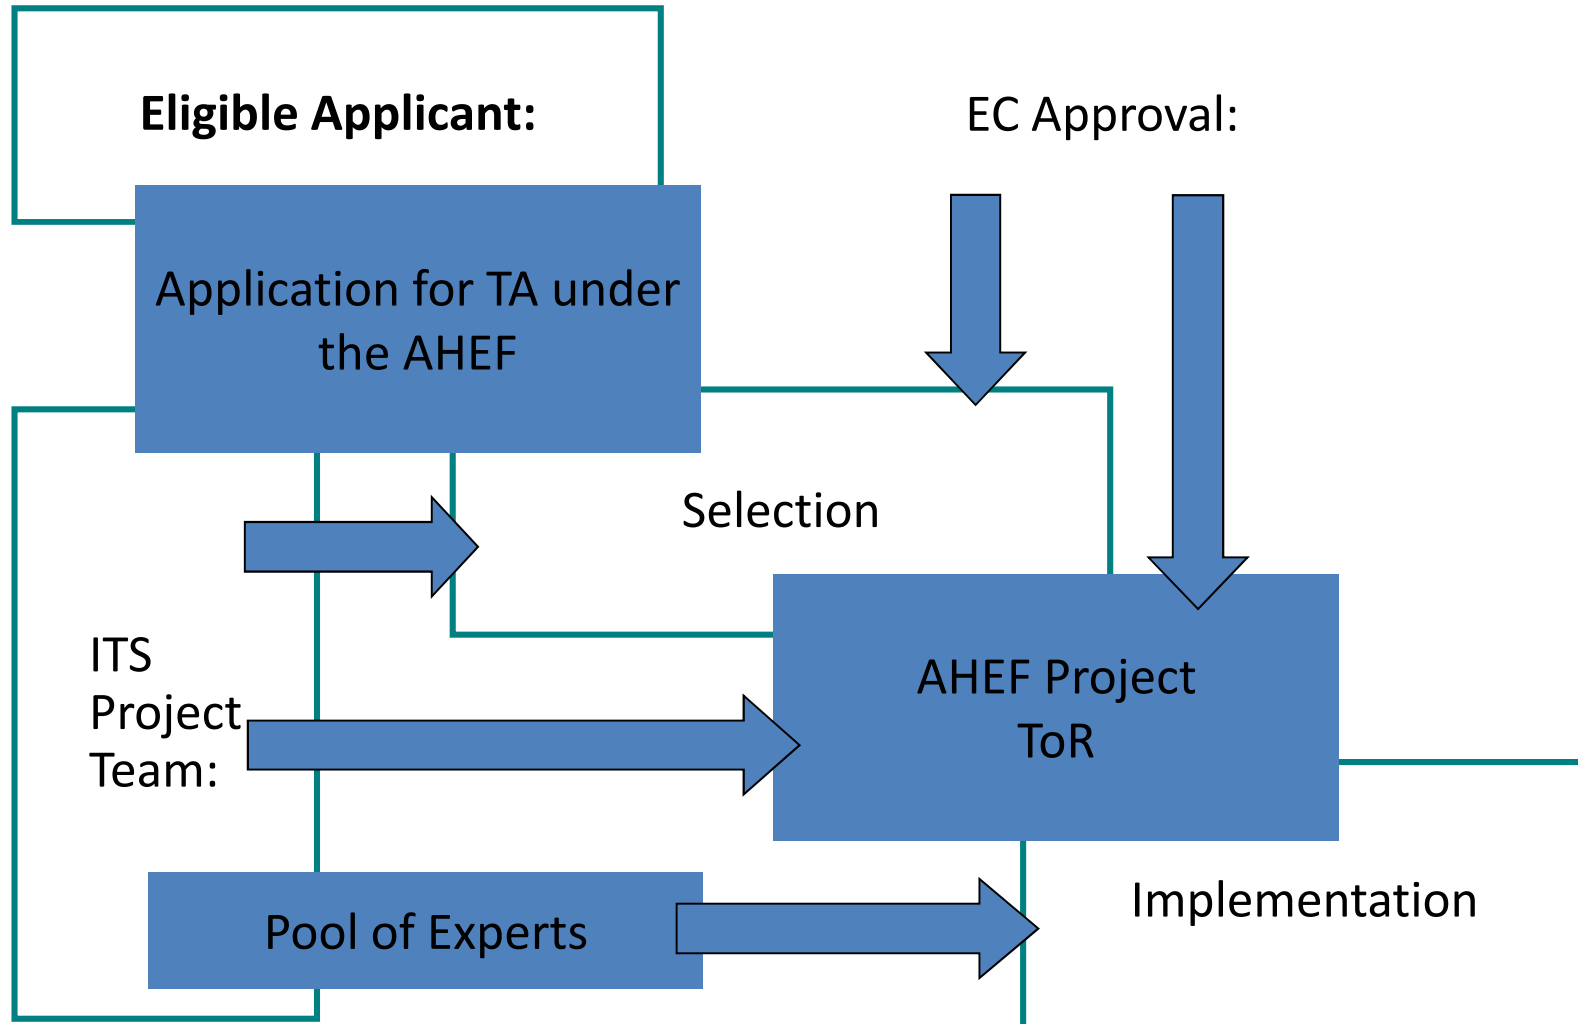 Eligible Applicant:
EC Approval:
Application for TA under
the AHEF
Selection
ITS
Project
Team:
AHEF Project
ToR
Implementation
Pool of Experts